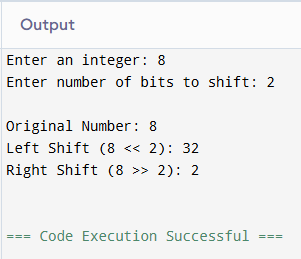 Output
Enter an integer: 8
Enter number of bits to shift: 2
Original Number: 8
Left Shift (8 << 2): 32
Right Shift (8 >> 2): 2
=== Code Execution Successful ===